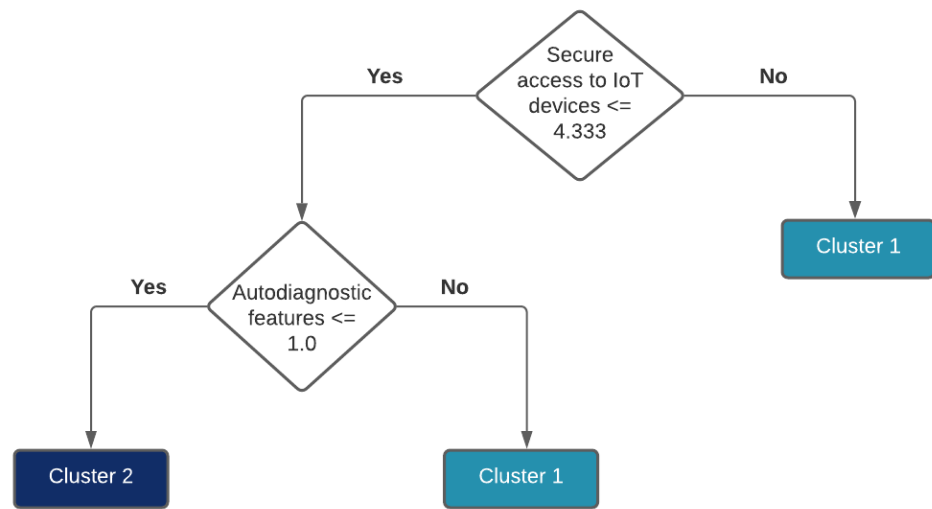 Secure
access to IoT
devices <=
4.333
Yes
No
Cluster 1
Autodiagnostic
features <=
1.0
Yes
No
Cluster 2
Cluster 1